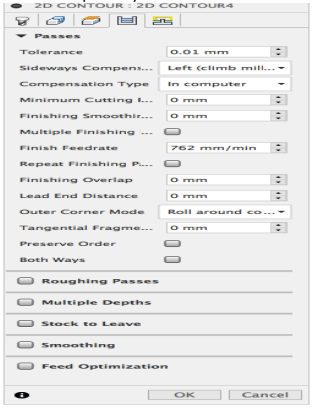 2D CONTOUR : 2D CONTOUR4
Passes
Tolerance 0.01 mm
Sideways Compens... Left (climb mill...
Compensation Type In computer
Minimum Cutting I... 0 mm
Finishing Smoothir... 0 mm
Multiple Finishing ...
Finish Feedrate 762 mm/min
Repeat Finishing P...
Finishing Overlap 0 mm
Lead End Distance 0 mm
Outer Corner Mode Roll around co...
Tangential Fragme... 0 mm
Preserve Order
Both Ways
Roughing Passes
Multiple Depths
Stock to Leave
Smoothing
Feed Optimization
OK Cancel